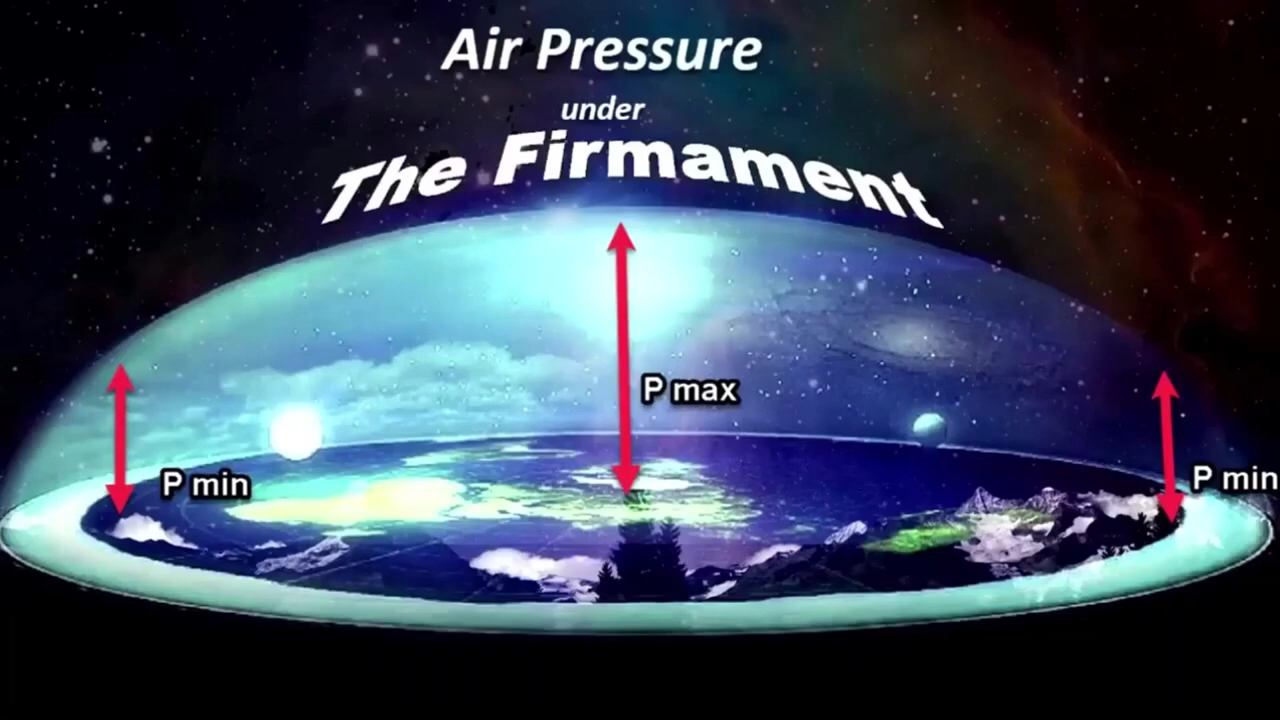 Air Pressure
under
The Firmament
P max
P min
P min